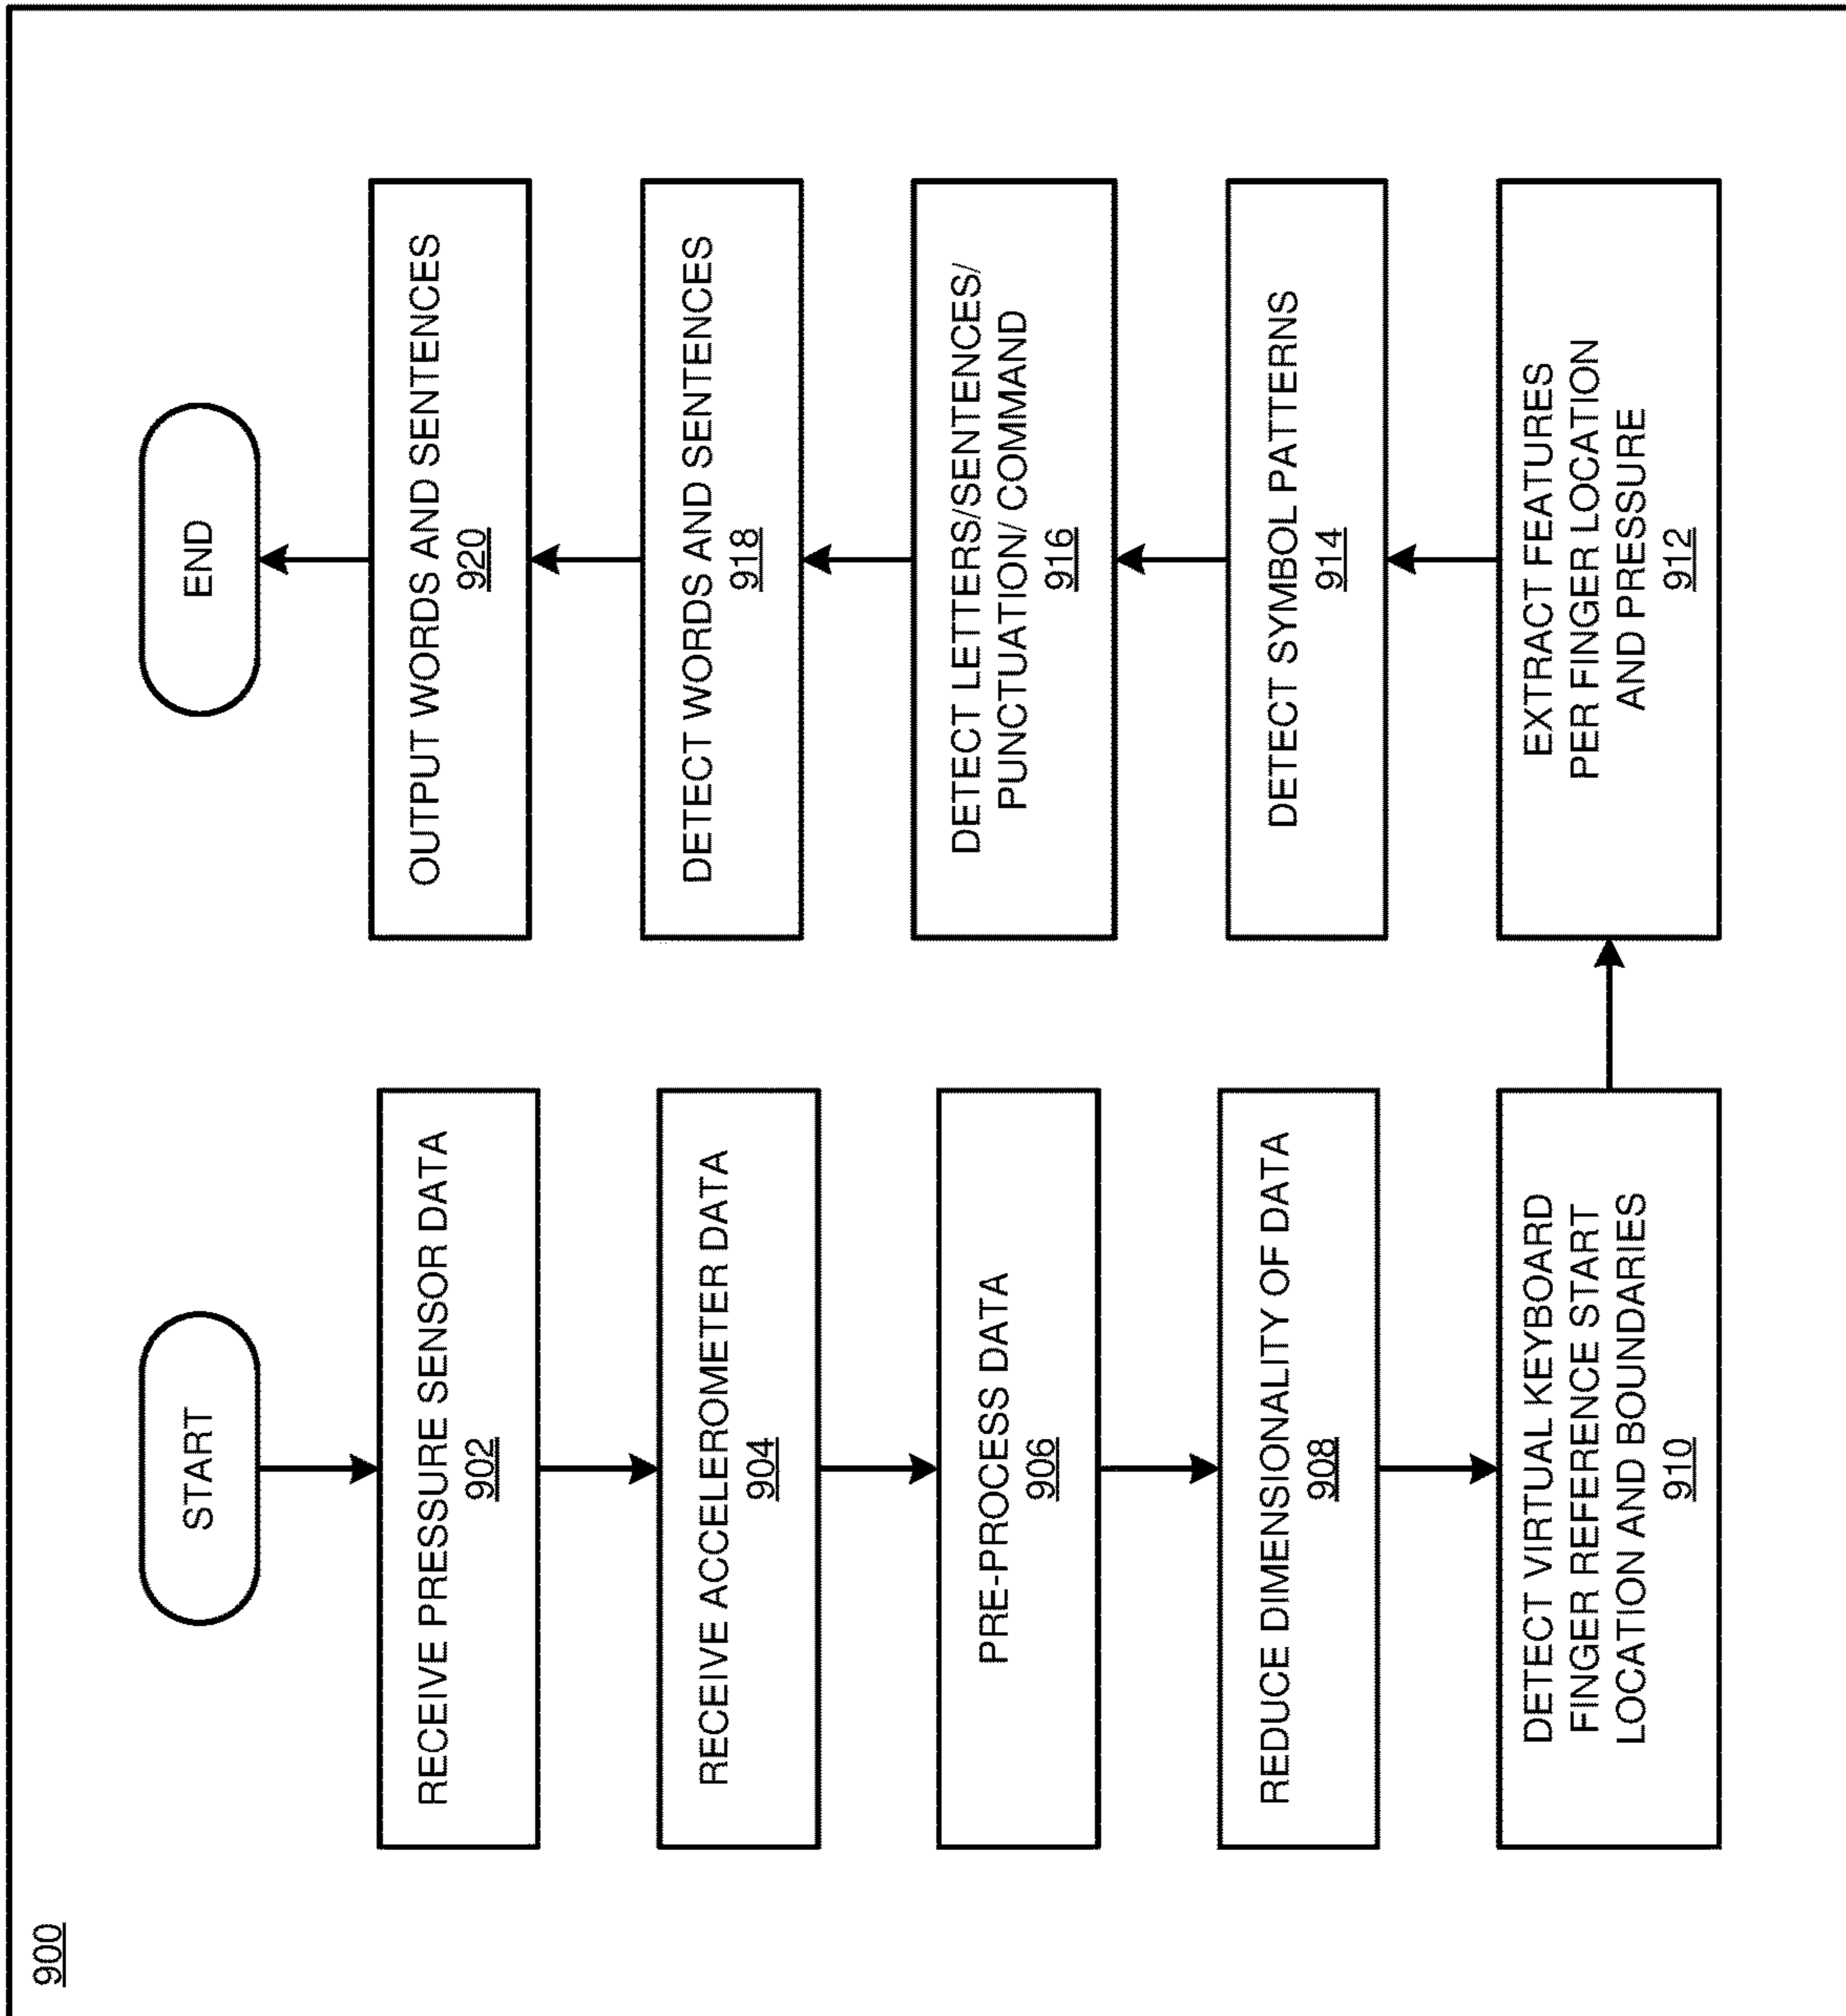 900
START
RECEIVE PRESSURE SENSOR DATA
902
RECEIVE ACCELEROMETER DATA
904
PRE-PROCESS DATA
906
REDUCE DIMENSIONALITY OF DATA
908
DETECT VIRTUAL KEYBOARD
FINGER REFERENCE START
LOCATION AND BOUNDARIES
910
EXTRACT FEATURES
PER FINGER LOCATION
AND PRESSURE
912
DETECT SYMBOL PATTERNS
914
DETECT LETTERS/SENTENCES/
PUNCTUATION/ COMMAND
916
DETECT WORDS AND SENTENCES
918
OUTPUT WORDS AND SENTENCES
920
END